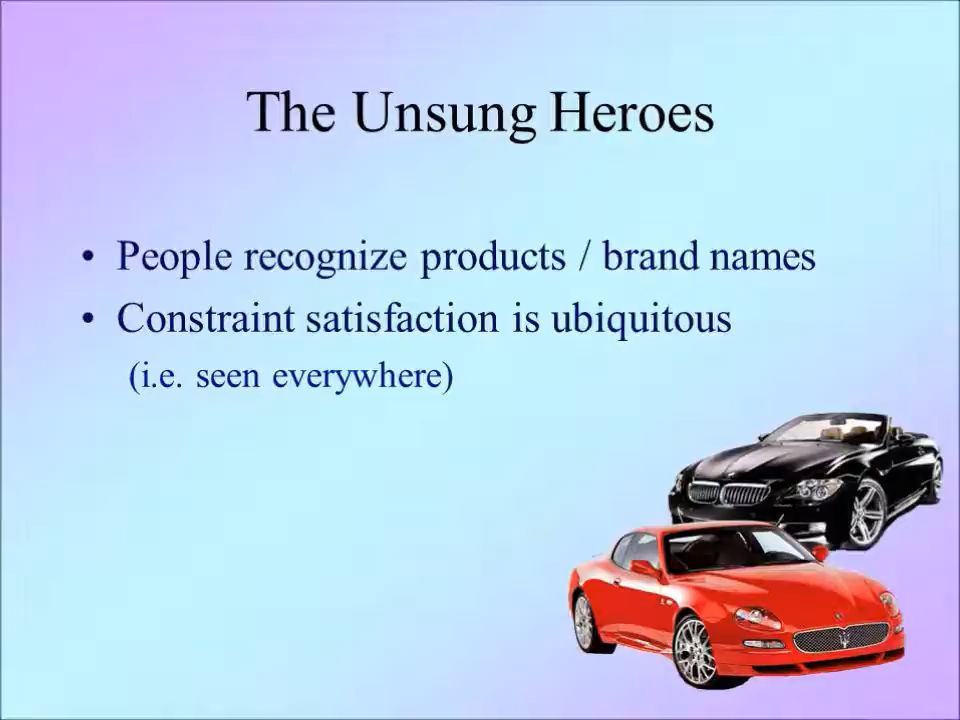 The Unsung Heroes
• People recognize products / brand names
• Constraint satisfaction is ubiquitous
(i.e. seen everywhere)